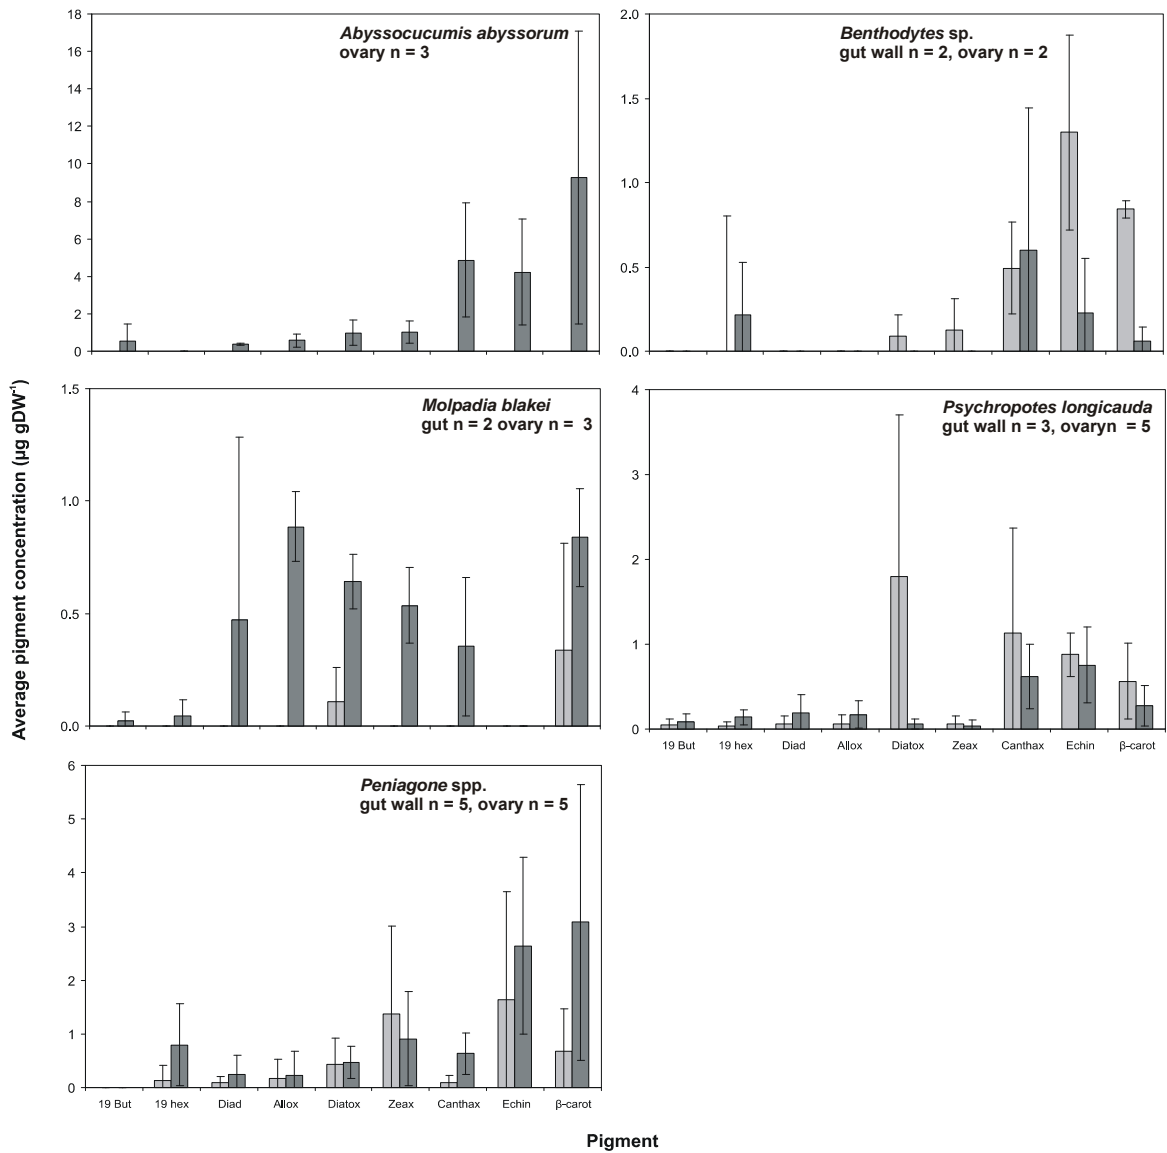 Average pigment concentration (µg gDW⁻¹)
18
16
14
12
10
8
6
4
2
0
Abyssocucumis abyssorum
ovary n = 3
2.0
1.5
1.0
0.5
0.0
Benthodytes sp.
gut wall n = 2, ovary n = 2
1.5
1.0
0.5
0.0
Molpadia blakei
gut n = 2 ovary n = 3
4
3
2
1
0
Psychropotes longicauda
gut wall n = 3, ovaryn = 5
19 But 19 hex Diad Allox Diatox Zeax Canthax Echin β-carot
6
5
4
3
2
1
0
Peniagone spp.
gut wall n = 5, ovary n = 5
19 But 19 hex Diad Allox Diatox Zeax Canthax Echin β-carot
Pigment